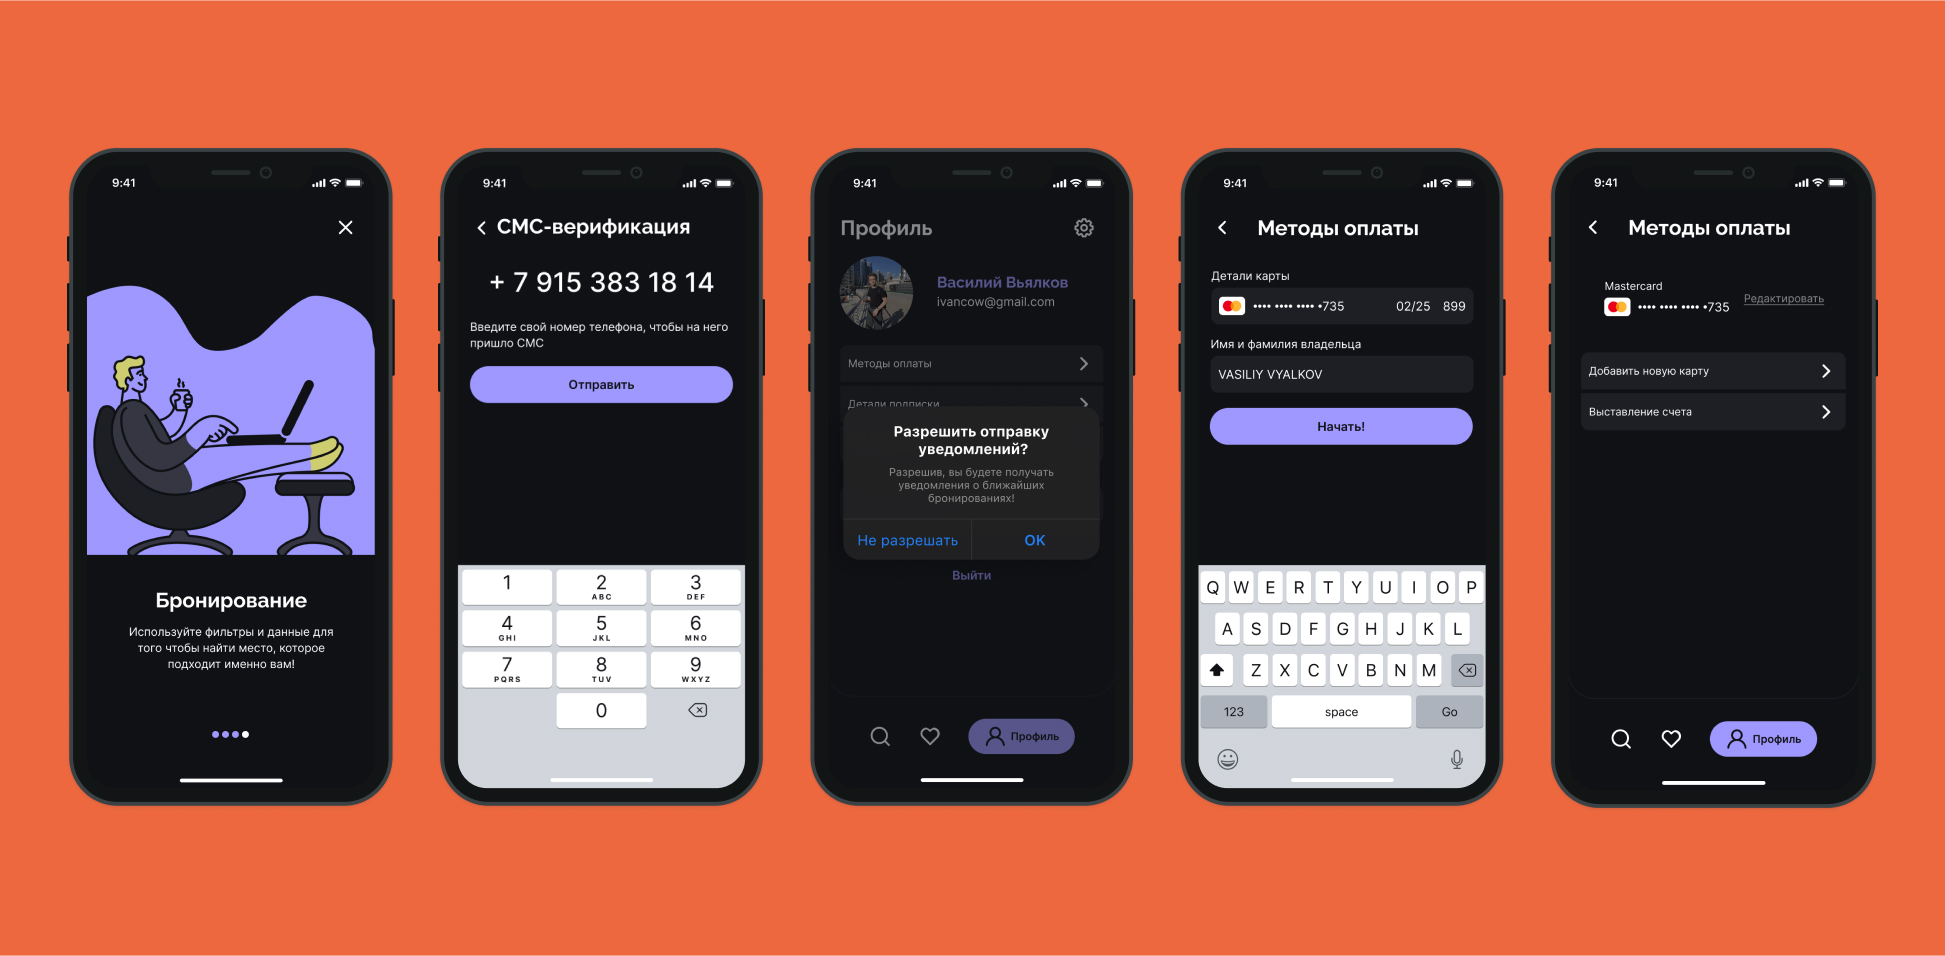 9:41
Бронирование
Используйте фильтры и данные для
того чтобы найти место, которое
подходит именно вам!
9:41
СМС-верификация
+ 7 915 383 18 14
Введите свой номер телефона, чтобы на него
пришло СМС
Отправить
1
2
ABC
3
DEF
4
GHI
5
JKL
6
MNO
7
PQRS
8
TUV
9
WXYZ
0
9:41
Профиль
Василий Вьялков
ivancow@gmail.com
Методы оплаты
Детали подписки
Разрешить отправку
уведомлений?
Разрешив, вы будете получать
уведомления о ближайших
бронированиях!
Не разрешать
OK
Выйти
Профиль
9:41
Методы оплаты
Детали карты
•••• •••• •••• •735 02/25 899
Имя и фамилия владельца
VASILIY VYALKOV
Начать!
Q W E R T Y U I O P
A S D F G H J K L
Z X C V B N M
123 space Go
9:41
Методы оплаты
Mastercard
•••• •••• •••• •735 Редактировать
Добавить новую карту
Выставление счета
Профиль